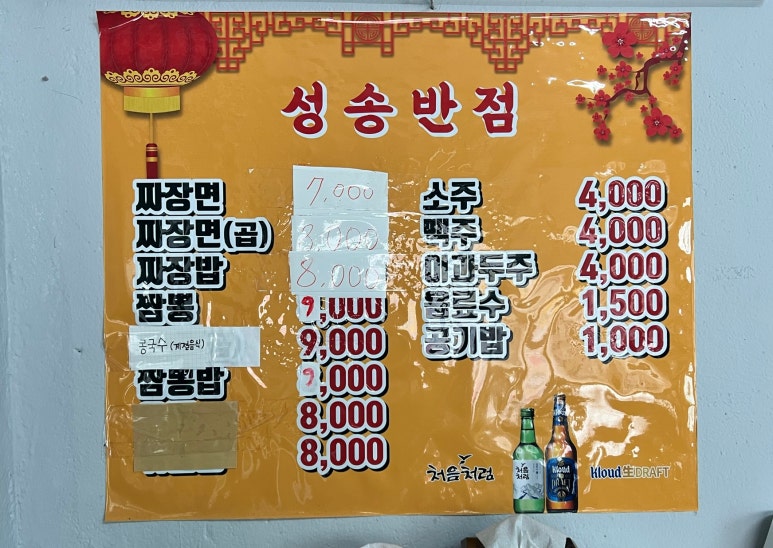 성송반점
짜장면 7,000
짜장면(곱) 8,000
짜장밥 8,000
짬뽕 9,000
콩국수 (계절음식) 9,000
짬뽕밥 9,000
8,000
8,000
소주 4,000
맥주 4,000
이과두주 4,000
음료수 1,500
공기밥 1,000
처음처럼
처음처럼
Kloud
DRAFT
Kloud生DRAFT